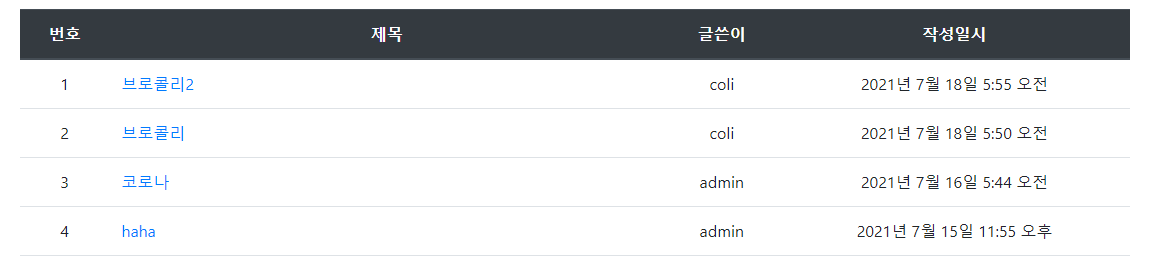 번호 제목 글쓴이 작성일시
1 브로콜리2 coli 2021년 7월 18일 5:55 오전
2 브로콜리 coli 2021년 7월 18일 5:50 오전
3 코로나 admin 2021년 7월 16일 5:44 오전
4 haha admin 2021년 7월 15일 11:55 오후